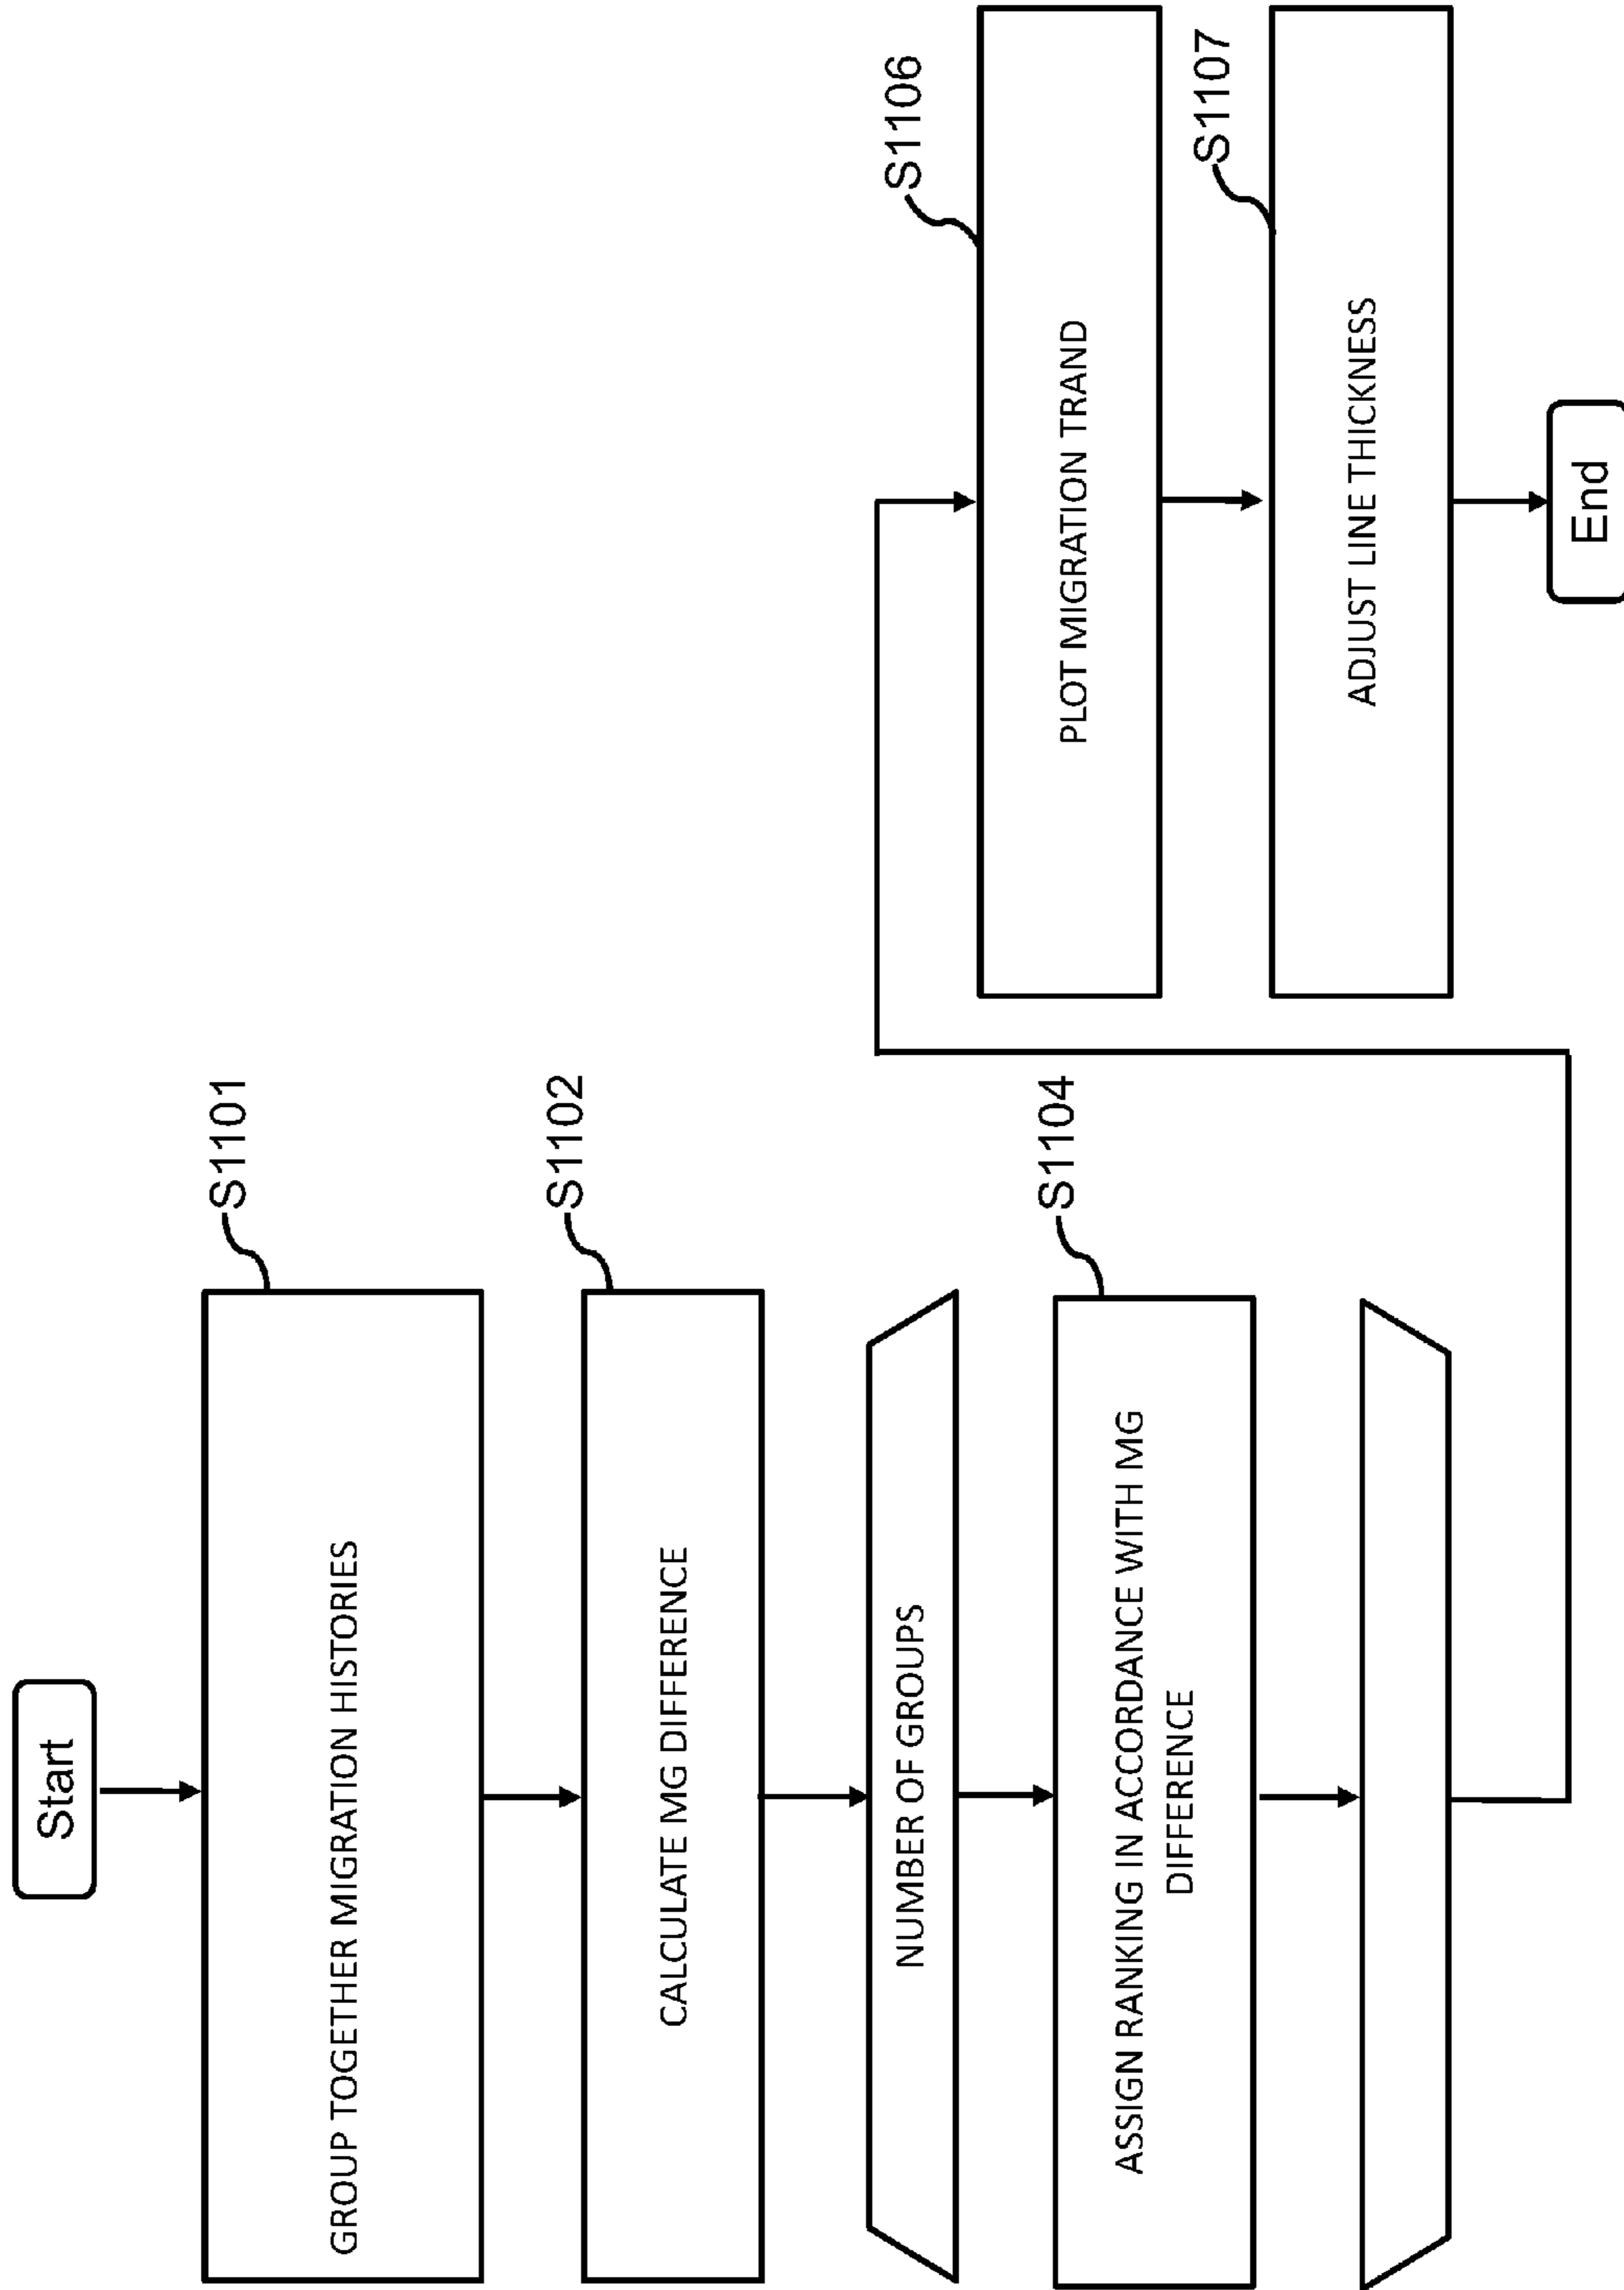 Start
GROUP TOGETHER MIGRATION HISTORIES
S1101
CALCULATE MG DIFFERENCE
S1102
NUMBER OF GROUPS
ASSIGN RANKING IN ACCORDANCE WITH MG
DIFFERENCE
S1104
PLOT MIGRATION TRAND
S1106
ADJUST LINE THICKNESS
S1107
End